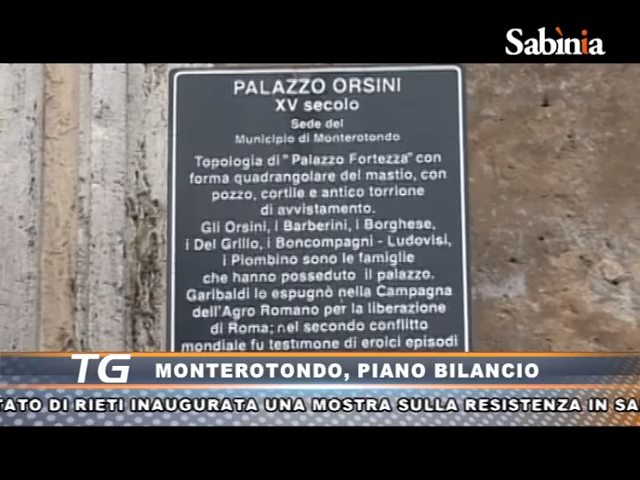 Sabìnia
PALAZZO ORSINI
XV secolo
Sede del
Municipio di Monterotondo
Topologia di "Palazzo Fortezza" con
forma quadrangolare del mastio, con
pozzo, cortile e antico torrione
di avvistamento.
Gli Orsini, i Barberini, i Borghese,
i Del Grillo, i Boncompagni - Ludovisi,
i Piombino sono le famiglie
che hanno posseduto il palazzo.
Garibaldi lo espugnò nella Campagna
dell'Agro Romano per la liberazione
di Roma; nel secondo conflitto
mondiale fu testimone di eroici episodi
TG MONTEROTONDO, PIANO BILANCIO
TATO DI RIETI INAUGURATA UNA MOSTRA SULLA RESISTENZA IN SA